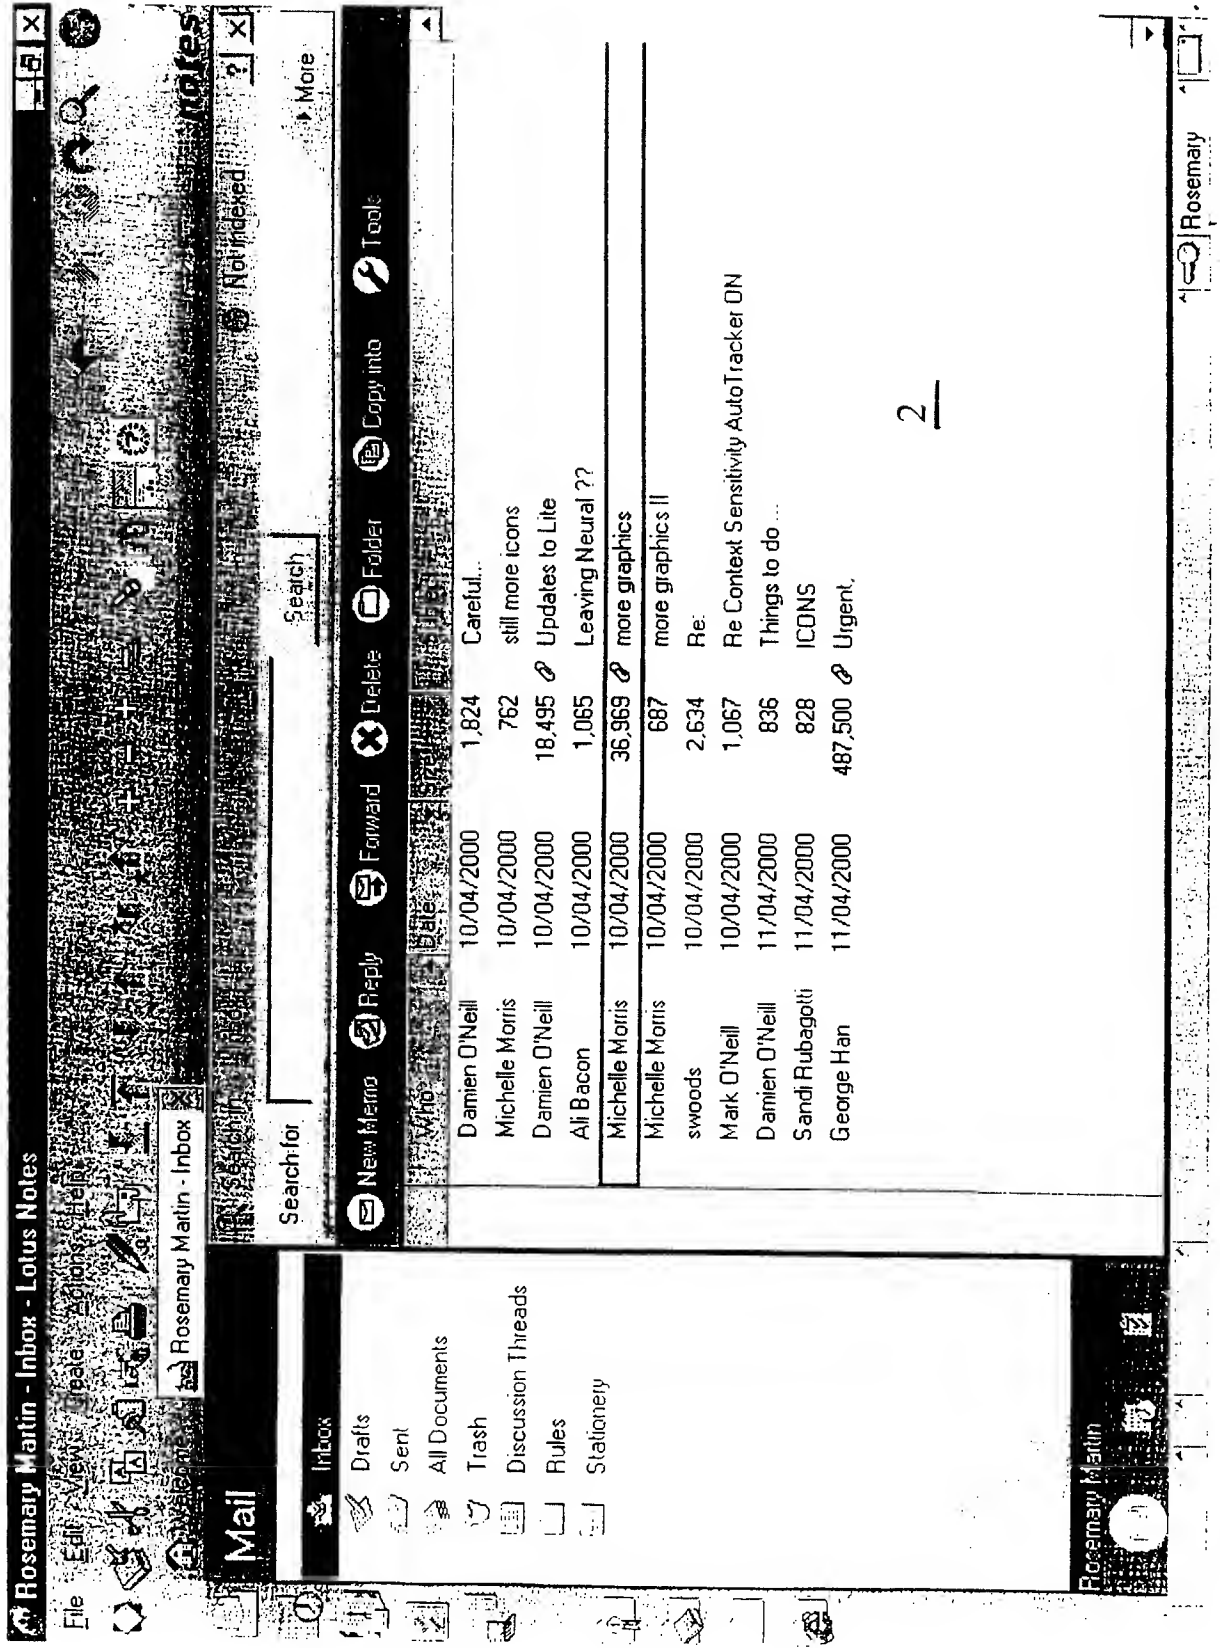 Rosemary Martin - Inbox - Lotus Notes
File Edit View Create Actions Help
Welcome
Rosemary Martin - Inbox
notes
Mail
Search in
Not indexed
Search for
Search
More
New Memo Reply Forward Delete Folder Copy into Tools
Inbox
Drafts
Sent
All Documents
Trash
Discussion Threads
Rules
Stationery
Who Date Size
Damien O'Neill 10/04/2000 1,824 Careful...
Michelle Morris 10/04/2000 762 still more icons
Damien O'Neill 10/04/2000 18,495 Updates to Lite
Ali Bacon 10/04/2000 1,065 Leaving Neural ??
Michelle Morris 10/04/2000 36,969 more graphics
Michelle Morris 10/04/2000 687 more graphics II
swoods 10/04/2000 2,634 Re:
Mark O'Neill 10/04/2000 1,067 Re Context Sensitivity AutoTracker ON
Damien O'Neill 11/04/2000 836 Things to do ...
Sandi Rubagotti 11/04/2000 828 ICONS
George Han 11/04/2000 487,500 Urgent,
2
Rosemary Martin
Rosemary